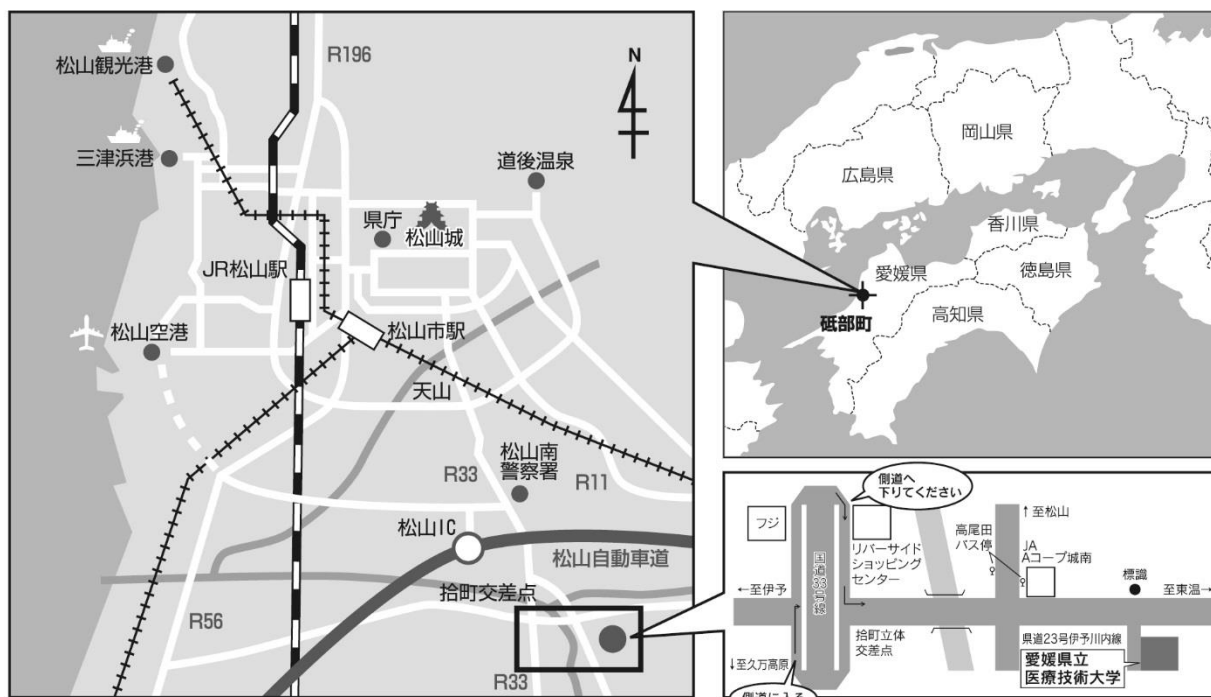 松山観光港
R196
N
三津浜港
道後温泉
県庁
松山城
JR松山駅
松山空港
松山市駅
天山
松山南
警察署
R33
R11
松山IC
松山自動車道
拾町交差点
R56
R33
岡山県
広島県
香川県
愛媛県
徳島県
高知県
砥部町
側道へ
下りてください
フジ
国道33号線
リバーサイド
ショッピング
センター
高尾田
バス停
↑至松山
JA
Aコープ城南
標識
←至伊予
至東温→
拾町立体
交差点
県道23号伊予川内線
↓至久万高原
愛媛県立
医療技術大学
側道に入る